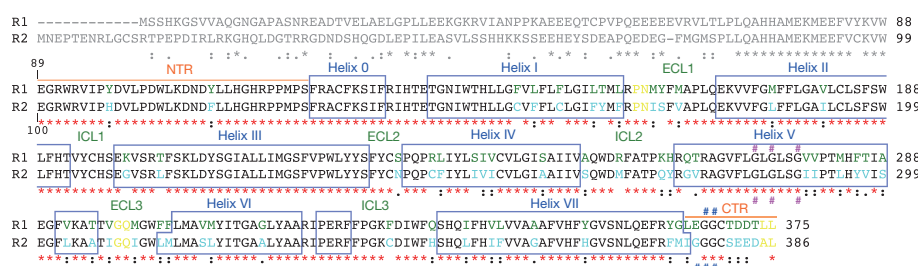 R1 ------------MSSHKGSVVAQGNGAPASNREADTVELAELGPLLEEKGKRVIANPPKAEEEQTCPVPQEEEEEVRVLTLPLQAHHAMEKMEEFVYKVW 88
R2 MNEPTENRLGCSRTPEPDIRLRKGHQLDGTRRGDNDSHQGDLEPILEASVLSSHHKKSSEEHEYSDEAPQEDEG-FMGMSPLLQAHHAMEKMEEFVCKVW 99
89
NTR Helix 0 Helix I ECL1 Helix II
R1 EGRWRVIPYDVLPDWLKDNDYLLHGHRPPMPSFRACFKSIFRIHTETGNIWTHLLGFVLFLFLGILTMLRPNMYFMAPLQEKVVFGMFFLGAVLCLSFSW 188
R2 EGRWRVIPHDVLPDWLKDNDFLLHGHRPPMPSFRACFKSIFRIHTETGNIWTHLLGCVFFLCLGIFYMFRPNISFVAPLQEKVVFGLFFLGAILCLSFSW 199
100
ICL1 Helix III ECL2 Helix IV ICL2 Helix V
R1 LFHTVYCHSEKVSRTFSKLDYSGIALLIMGSFVPWLYYSFYCSPQPRLIYLSIVCVLGISAIIVAQWDRFATPKHRQTRAGVFLGLGLSGVVPTMHFTIA 288
R2 LFHTVYCHSEGVSRLFSKLDYSGIALLIMGSFVPWLYYSFYCNPQPCFIYLIVICVLGIAAIIVSQWDMFATPQYRGVRAGVFLGLGLSGIIPTLHYVIS 299
ECL3 Helix VI ICL3 Helix VII CTR
R1 EGFVKATTVGQMGWFFLMAVMYITGAGLYAARIPERFFPGKFDIWFQSHQIFHVLVVAAAFVHFYGVSNLQEFRYGLEGGCTDDTLL 375
R2 EGFLKAATIGQIGWLMLMASLYITGAALYAARIPERFFPGKCDIWFHSHQLFHIFVVAGAFVHFHGVSNLQEFRFMIGGGCSEEDAL 386